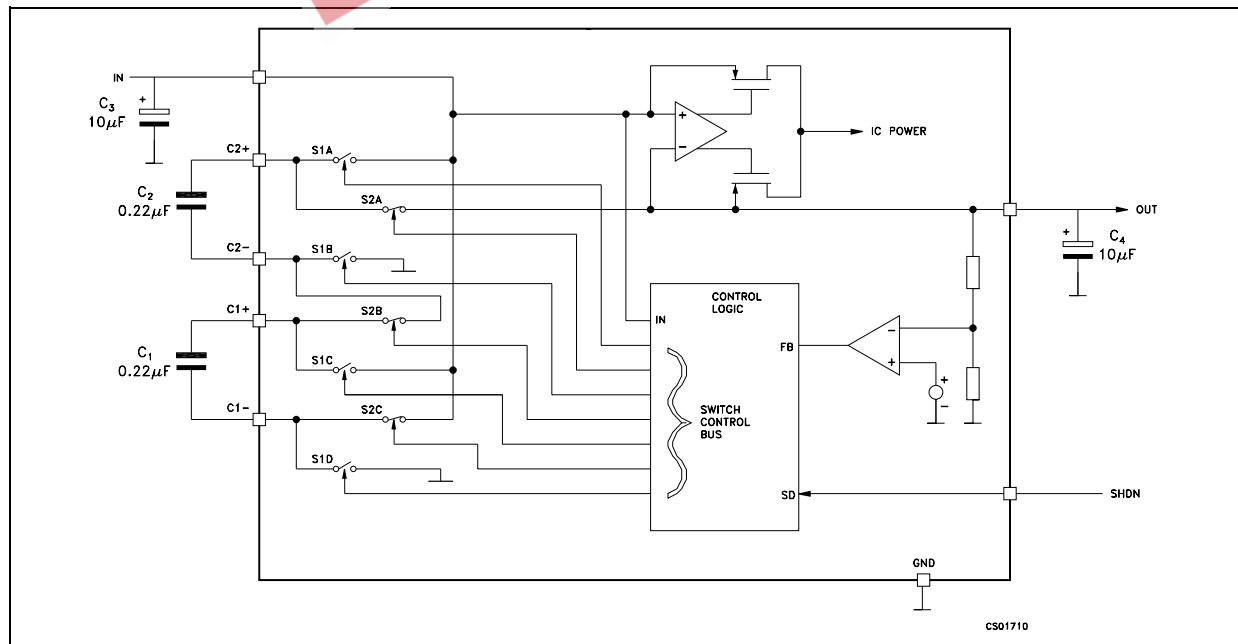 IN
C3
+
10μF
C2+
C2
0.22μF
C2-
C1+
C1
0.22μF
C1-
S1A
S2A
S1B
S2B
S1C
S2C
S1D
+
-
IC POWER
OUT
+
C4
10μF
CONTROL
LOGIC
IN
FB
SWITCH
CONTROL
BUS
SD
-
+
+
-
SHDN
GND
CS01710